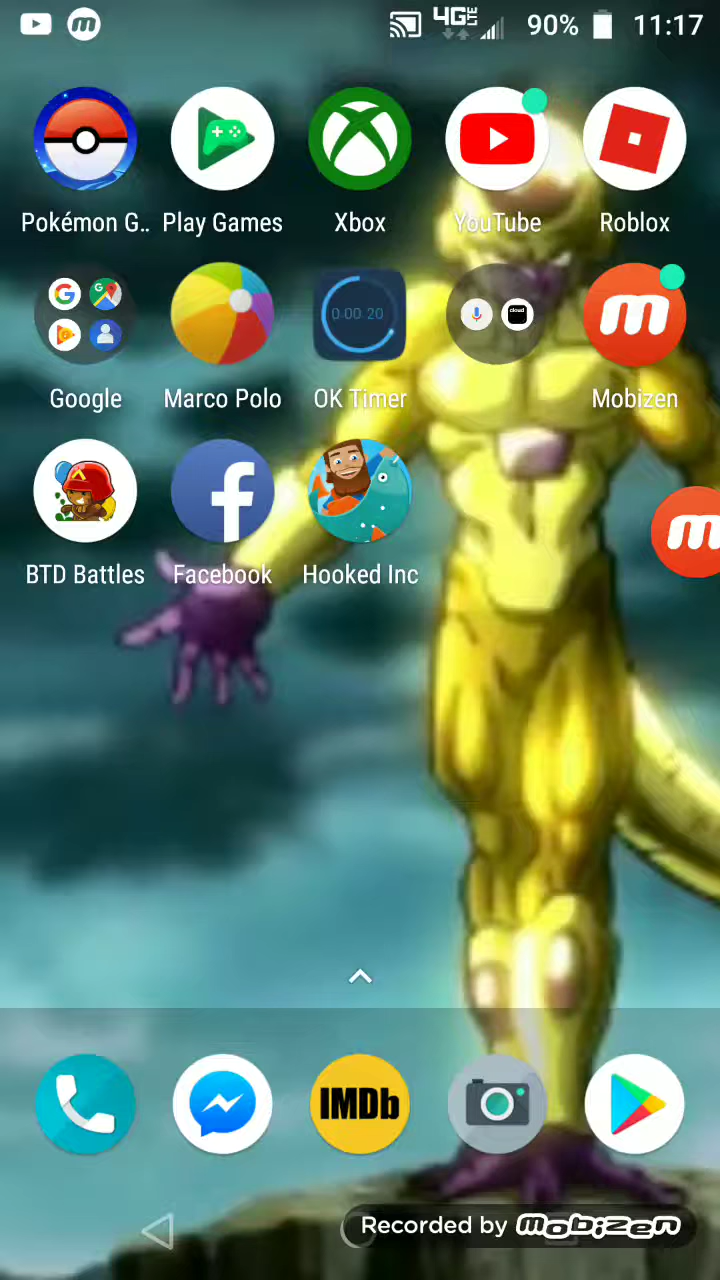 4G LTE 90% 11:17
Pokémon G.. Play Games Xbox YouTube Roblox
0:00 20
cloud
Google Marco Polo OK Timer Mobizen
BTD Battles Facebook Hooked Inc
IMDb
Recorded by mobizen